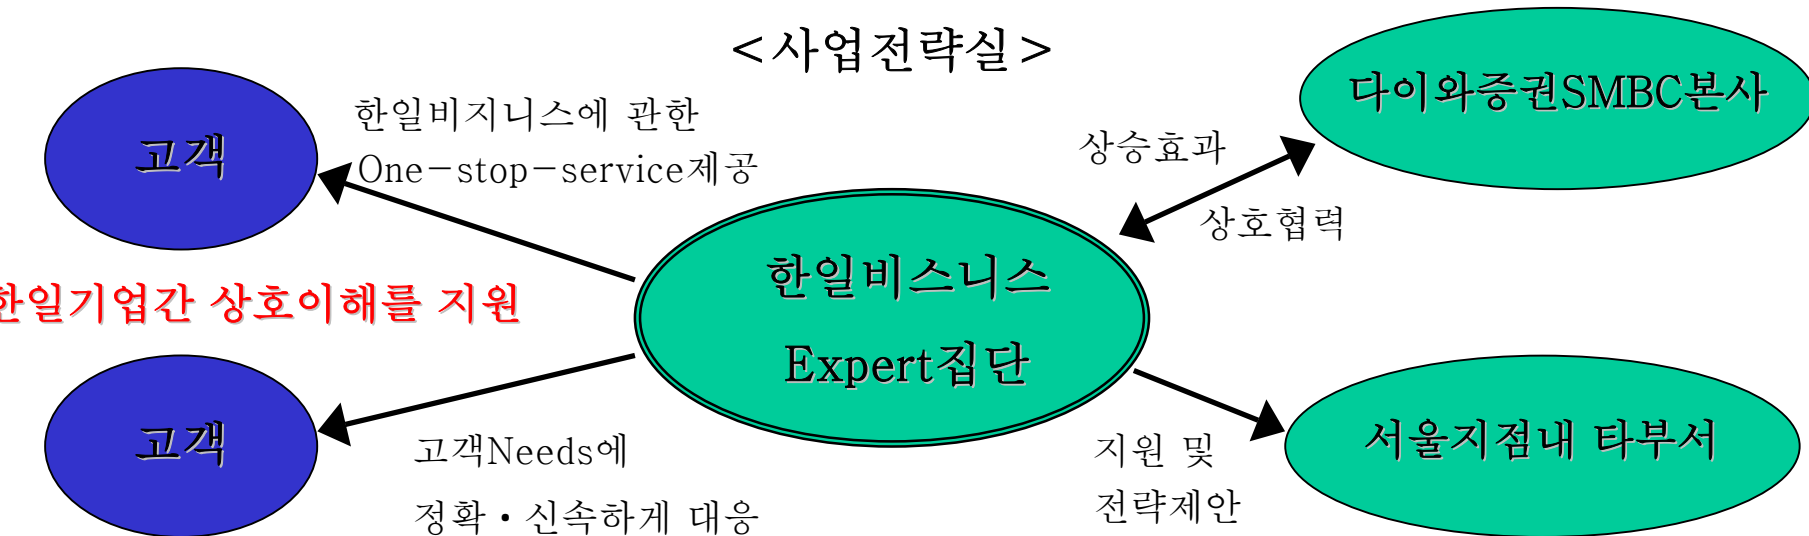 <사업전략실>
다이와증권SMBC본사
고객
한일비지니스에 관한
One-stop-service제공
상승효과
상호협력
한일비스니스
Expert집단
한일기업간 상호이해를 지원
고객
고객Needs에
정확·신속하게 대응
지원 및
전략제안
서울지점내 타부서